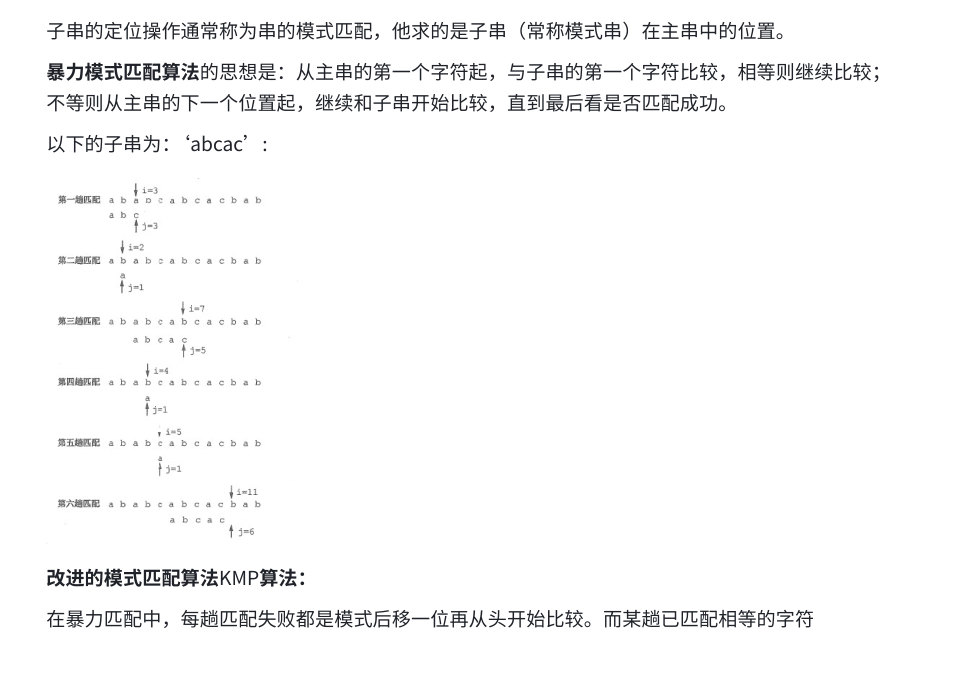 子串的定位操作通常称为串的模式匹配，他求的是子串（常称模式串）在主串中的位置。
暴力模式匹配算法的思想是：从主串的第一个字符起，与子串的第一个字符比较，相等则继续比较；
不等则从主串的下一个位置起，继续和子串开始比较，直到最后看是否匹配成功。
以下的子串为：‘abcac’：
i=3
第一趟匹配 a b a b c a b c a c b a b
a b c
j=3
i=2
第二趟匹配 a b a b c a b c a c b a b
a
j=1
i=7
第三趟匹配 a b a b c a b c a c b a b
a b c a c
j=5
i=4
第四趟匹配 a b a b c a b c a c b a b
a
j=1
i=5
第五趟匹配 a b a b c a b c a c b a b
a
j=1
i=11
第六趟匹配 a b a b c a b c a c b a b
a b c a c
j=6
改进的模式匹配算法KMP算法：
在暴力匹配中，每趟匹配失败都是模式后移一位再从头开始比较。而某趟已匹配相等的字符